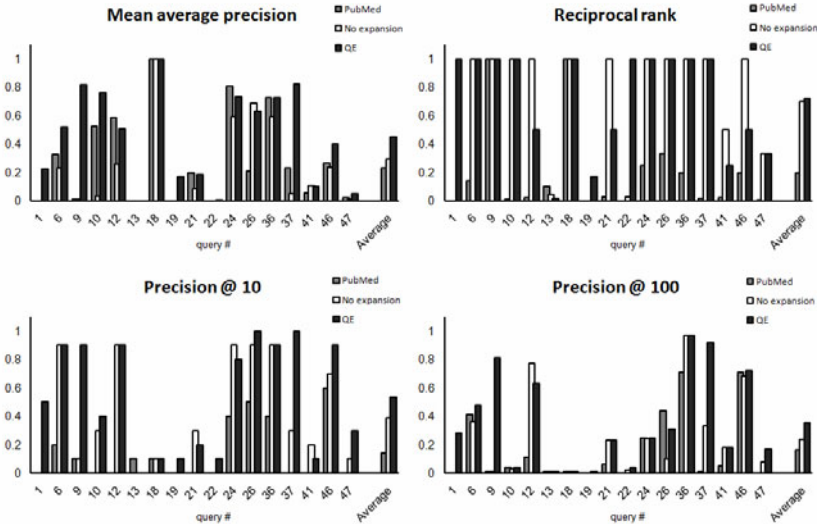 Mean average precision
PubMed
No expansion
QE
1
0.8
0.6
0.4
0.2
0
1 6 9 10 12 13 18 19 21 22 24 26 36 37 41 46 47 Average
query #
Reciprocal rank
PubMed
No expansion
QE
1
0.8
0.6
0.4
0.2
0
1 6 9 10 12 13 18 19 21 22 24 26 36 37 41 46 47 Average
query #
Precision @ 10
PubMed
No expansion
QE
1
0.8
0.6
0.4
0.2
0
1 6 9 10 12 13 18 19 21 22 24 26 36 37 41 46 47 Average
query #
Precision @ 100
PubMed
No expansion
QE
1
0.8
0.6
0.4
0.2
0
1 6 9 10 12 13 18 19 21 22 24 26 36 37 41 46 47 Average
query #